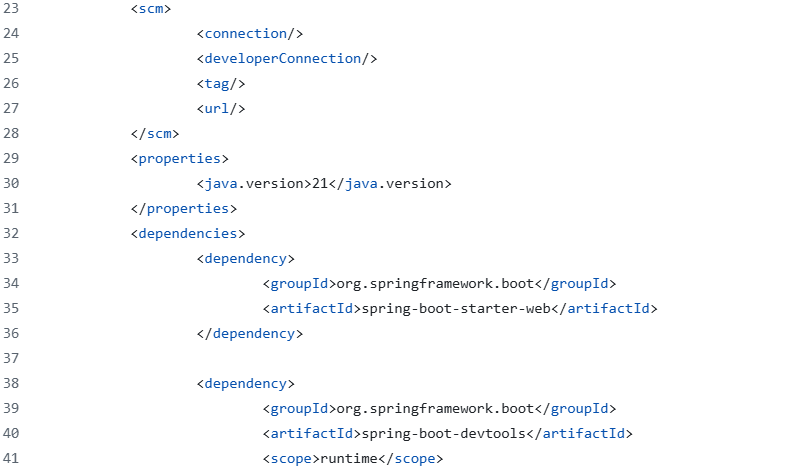 23 <scm>
24 <connection/>
25 <developerConnection/>
26 <tag/>
27 <url/>
28 </scm>
29 <properties>
30 <java.version>21</java.version>
31 </properties>
32 <dependencies>
33 <dependency>
34 <groupId>org.springframework.boot</groupId>
35 <artifactId>spring-boot-starter-web</artifactId>
36 </dependency>
37
38 <dependency>
39 <groupId>org.springframework.boot</groupId>
40 <artifactId>spring-boot-devtools</artifactId>
41 <scope>runtime</scope>